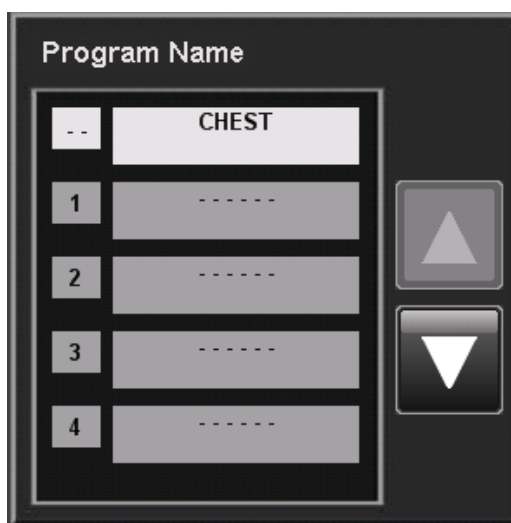 Program Name
- - CHEST
1 - - - - - -
2 - - - - - -
3 - - - - - -
4 - - - - - -